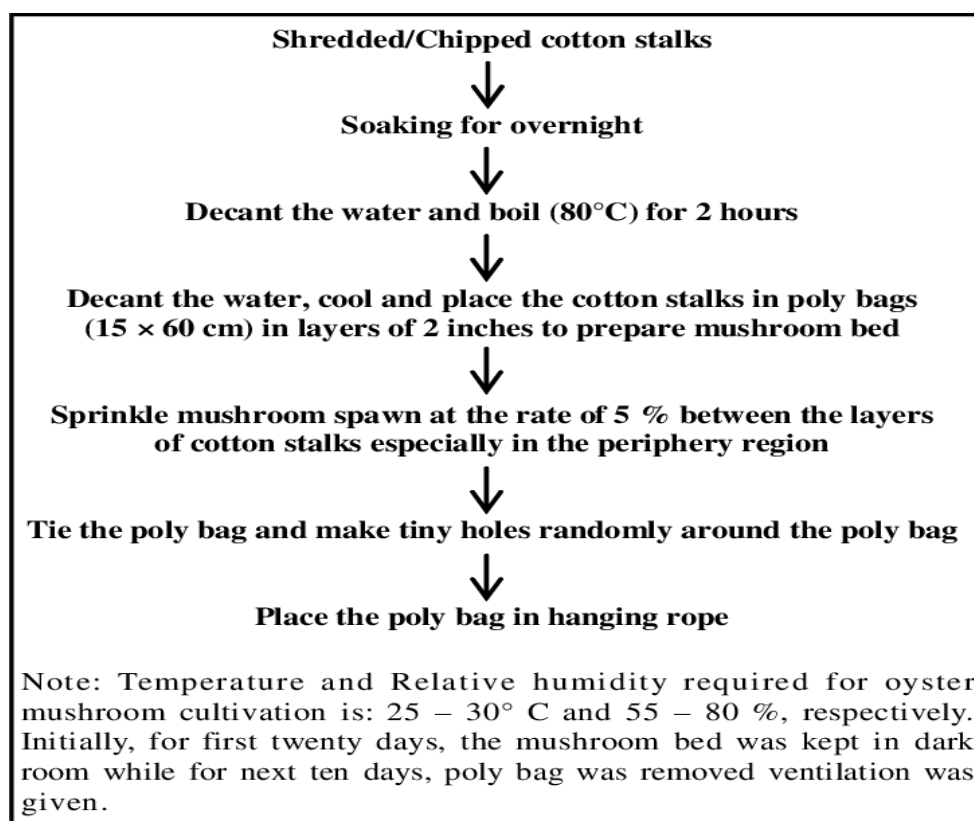 Shredded/Chipped cotton stalks
Soaking for overnight
Decant the water and boil (80°C) for 2 hours
Decant the water, cool and place the cotton stalks in poly bags
(15 × 60 cm) in layers of 2 inches to prepare mushroom bed
Sprinkle mushroom spawn at the rate of 5 % between the layers
of cotton stalks especially in the periphery region
Tie the poly bag and make tiny holes randomly around the poly bag
Place the poly bag in hanging rope
Note: Temperature and Relative humidity required for oyster
mushroom cultivation is: 25 – 30° C and 55 – 80 %, respectively.
Initially, for first twenty days, the mushroom bed was kept in dark
room while for next ten days, poly bag was removed ventilation was
given.